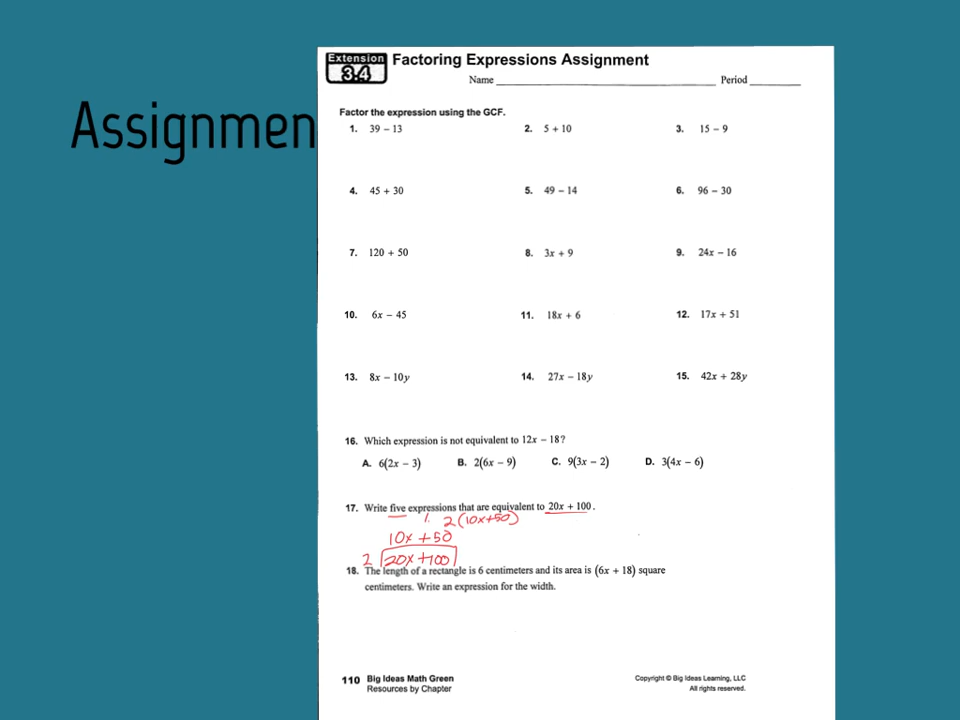 Assignmen
Extension
3.4
Factoring Expressions Assignment
Name Period
Factor the expression using the GCF.
1. 39 − 13 2. 5 + 10 3. 15 − 9
4. 45 + 30 5. 49 − 14 6. 96 − 30
7. 120 + 50 8. 3x + 9 9. 24x − 16
10. 6x − 45 11. 18x + 6 12. 17x + 51
13. 8x − 10y 14. 27x − 18y 15. 42x + 28y
16. Which expression is not equivalent to 12x − 18?
A. 6(2x − 3) B. 2(6x − 9) C. 9(3x − 2) D. 3(4x − 6)
17. Write five expressions that are equivalent to 20x + 100.
1. 2(10x+50)
10x + 50
2 20x + 100
18. The length of a rectangle is 6 centimeters and its area is (6x + 18) square
centimeters. Write an expression for the width.
110 Big Ideas Math Green
Resources by Chapter
Copyright © Big Ideas Learning, LLC
All rights reserved.